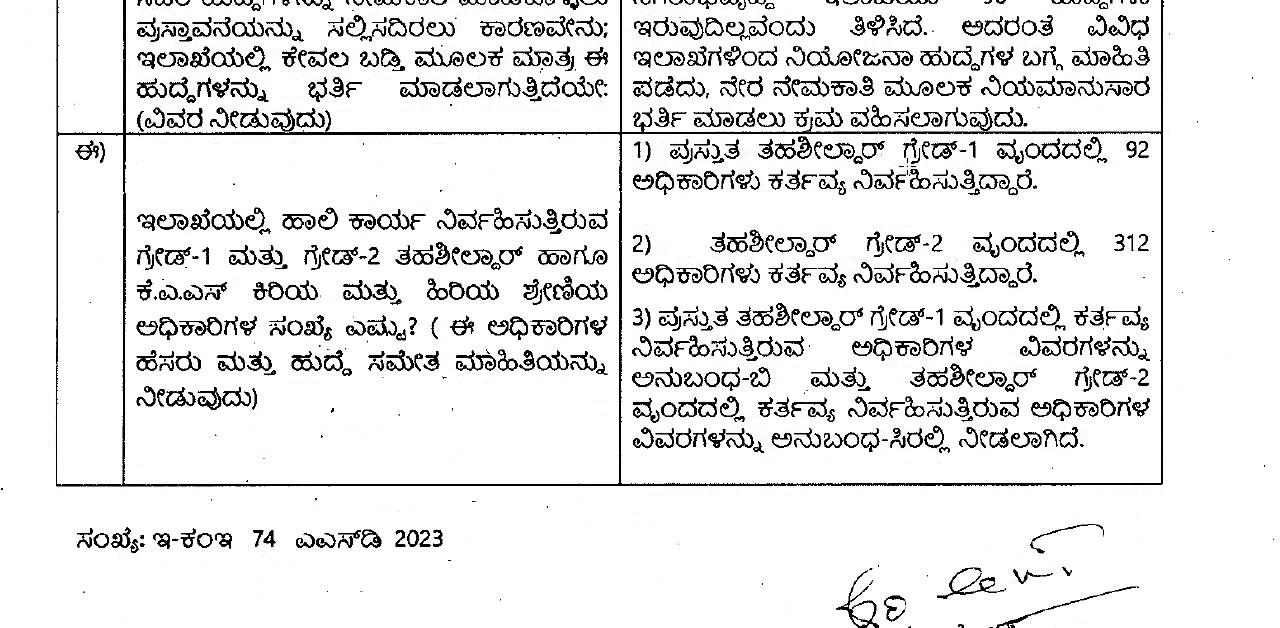 ಪ್ರಸ್ತಾವನೆಯನ್ನು ಸಲ್ಲಿಸದಿರಲು ಕಾರಣವೇನು;
ಇಲಾಖೆಯಲ್ಲಿ ಕೇವಲ ಬಡ್ತಿ ಮೂಲಕ ಮಾತ್ರ ಈ
ಹುದ್ದೆಗಳನ್ನು ಭರ್ತಿ ಮಾಡಲಾಗುತ್ತಿದೆಯೇ:
(ವಿವರ ನೀಡುವುದು)
ಇರುವುದಿಲ್ಲವೆಂದು ತಿಳಿಸಿದೆ. ಅದರಂತೆ ವಿವಿಧ
ಇಲಾಖೆಗಳಿಂದ ನಿಯೋಜನಾ ಹುದ್ದೆಗಳ ಬಗ್ಗೆ ಮಾಹಿತಿ
ಪಡೆದು, ನೇರ ನೇಮಕಾತಿ ಮೂಲಕ ನಿಯಮಾನುಸಾರ
ಭರ್ತಿ ಮಾಡಲು ಕ್ರಮ ವಹಿಸಲಾಗುವುದು.
ಈ)
ಇಲಾಖೆಯಲ್ಲಿ ಹಾಲಿ ಕಾರ್ಯ ನಿರ್ವಹಿಸುತ್ತಿರುವ
ಗ್ರೇಡ್-1 ಮತ್ತು ಗ್ರೇಡ್-2 ತಹಶೀಲ್ದಾರ್ ಹಾಗೂ
ಕೆ.ಎ.ಎಸ್ ಕಿರಿಯ ಮತ್ತು ಹಿರಿಯ ಶ್ರೇಣಿಯ
ಅಧಿಕಾರಿಗಳ ಸಂಖ್ಯೆ ಎಷ್ಟು? ( ಈ ಅಧಿಕಾರಿಗಳ
ಹೆಸರು ಮತ್ತು ಹುದ್ದೆ ಸಮೇತ ಮಾಹಿತಿಯನ್ನು
ನೀಡುವುದು)
1) ಪ್ರಸ್ತುತ ತಹಶೀಲ್ದಾರ್ ಗ್ರೇಡ್-1 ವೃಂದದಲ್ಲಿ 92
ಅಧಿಕಾರಿಗಳು ಕರ್ತವ್ಯ ನಿರ್ವಹಿಸುತ್ತಿದ್ದಾರೆ.
2) ತಹಶೀಲ್ದಾರ್ ಗ್ರೇಡ್-2 ವೃಂದದಲ್ಲಿ 312
ಅಧಿಕಾರಿಗಳು ಕರ್ತವ್ಯ ನಿರ್ವಹಿಸುತ್ತಿದ್ದಾರೆ.
3) ಪ್ರಸ್ತುತ ತಹಶೀಲ್ದಾರ್ ಗ್ರೇಡ್-1 ವೃಂದದಲ್ಲಿ ಕರ್ತವ್ಯ
ನಿರ್ವಹಿಸುತ್ತಿರುವ ಅಧಿಕಾರಿಗಳ ವಿವರಗಳನ್ನು
ಅನುಬಂಧ-ಬಿ ಮತ್ತು ತಹಶೀಲ್ದಾರ್ ಗ್ರೇಡ್-2
ವೃಂದದಲ್ಲಿ ಕರ್ತವ್ಯ ನಿರ್ವಹಿಸುತ್ತಿರುವ ಅಧಿಕಾರಿಗಳ
ವಿವರಗಳನ್ನು ಅನುಬಂಧ-ಸಿರಲ್ಲಿ ನೀಡಲಾಗಿದೆ.
ಸಂಖ್ಯೆ: ಇ-ಕಂಇ 74 ಎಎಸ್‌ಡಿ 2023